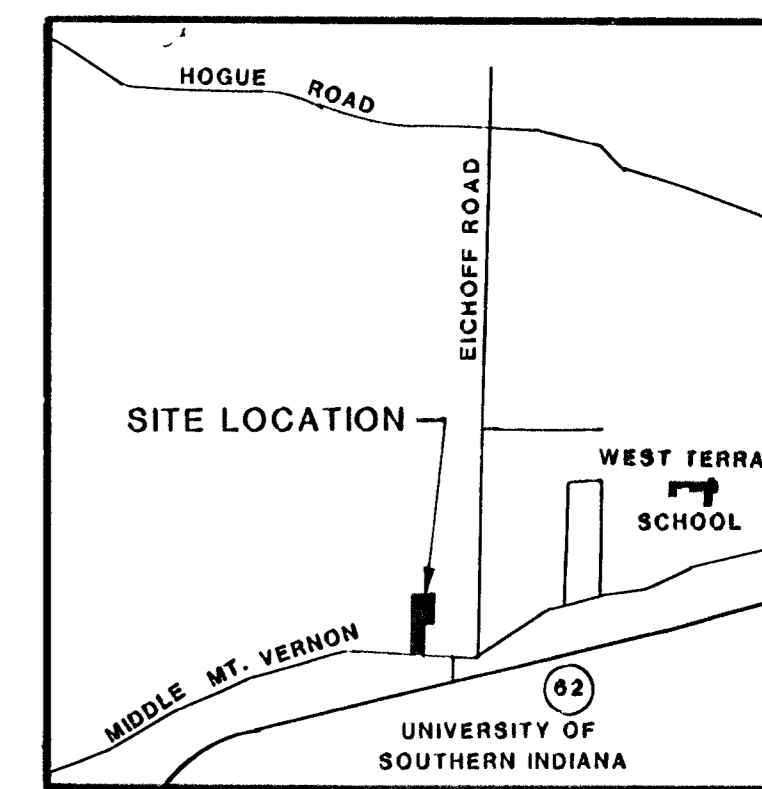 HOGUE ROAD
EICHOFF ROAD
SITE LOCATION
WEST TERRA
SCHOOL
MIDDLE MT. VERNON
62
UNIVERSITY OF
SOUTHERN INDIANA